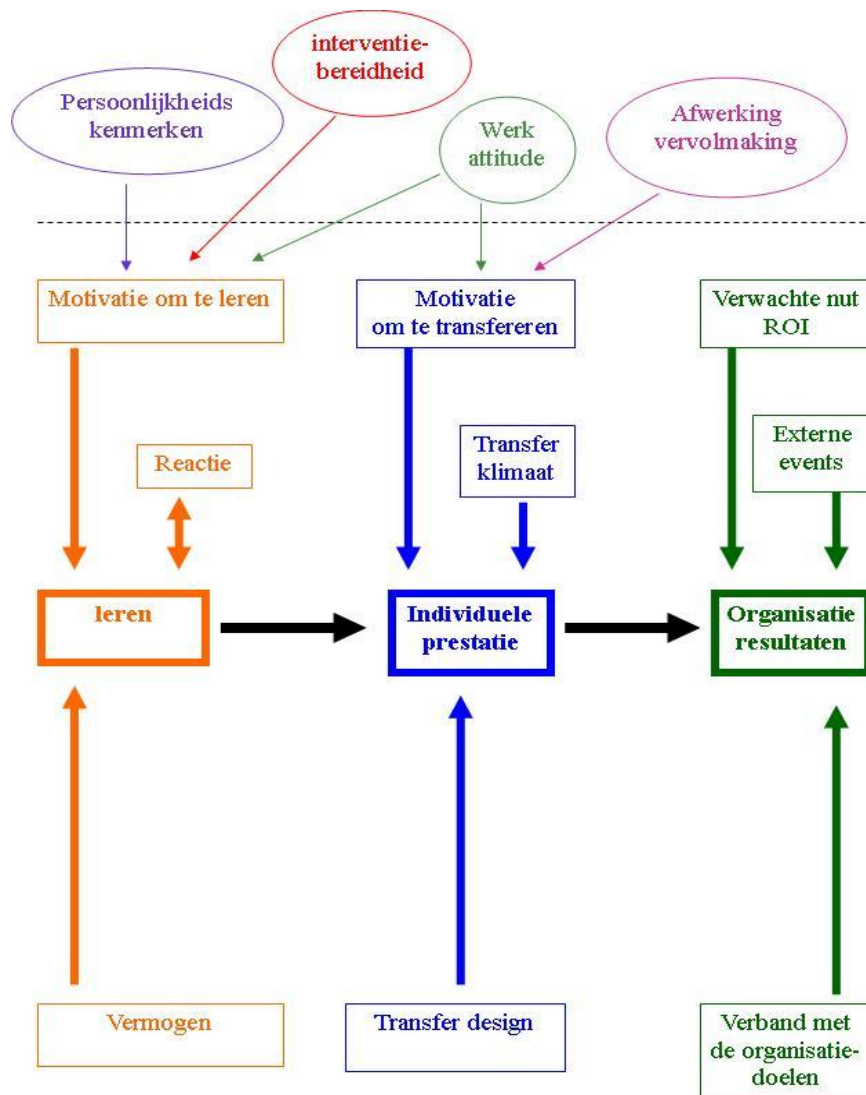 interventie-
bereidheid
Persoonlijkheids
kenmerken
Werk
attitude
Afwerking
vervolmaking
Motivatie om te leren
Motivatie
om te transfereren
Verwachte nut
ROI
Reactie
Transfer
klimaat
Externe
events
leren
Individuele
prestatie
Organisatie
resultaten
Vermogen
Transfer design
Verband met
de organisatie-
doelen